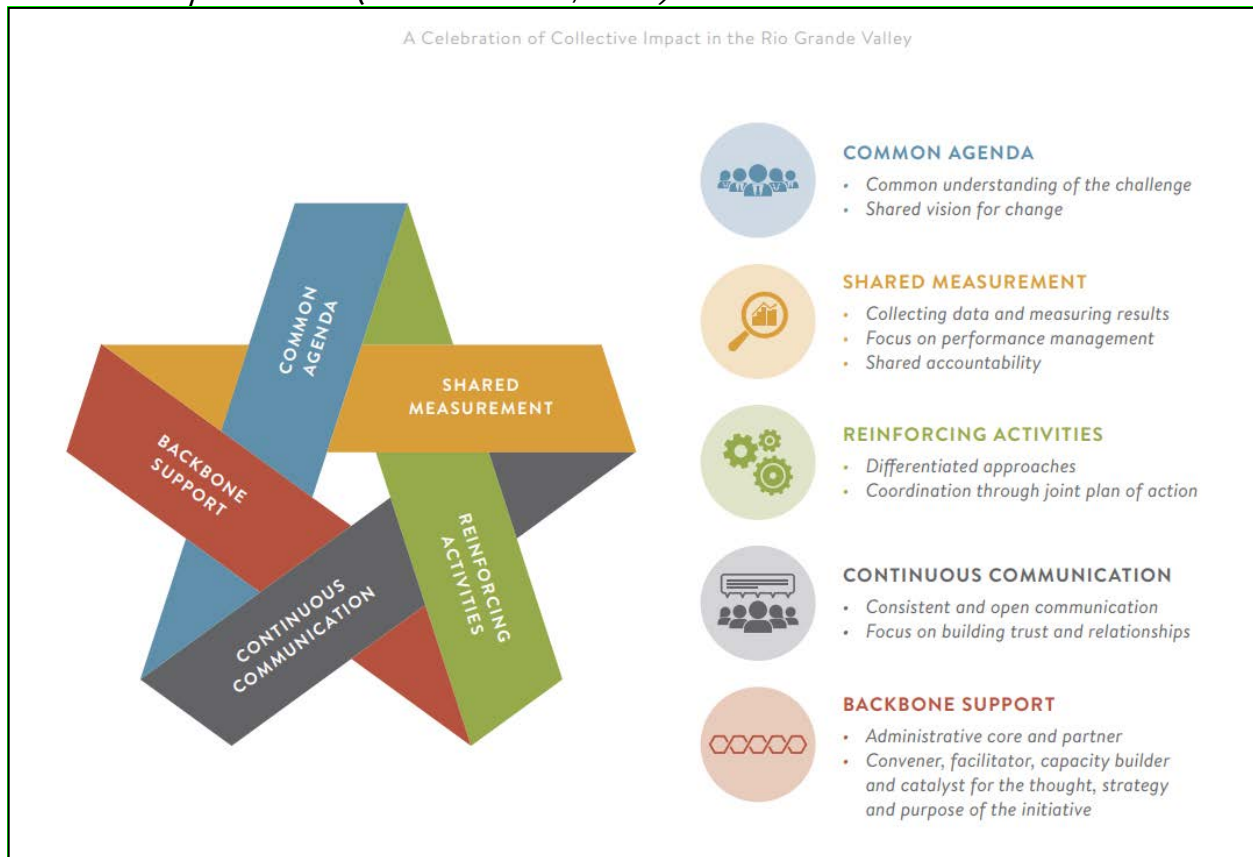 A Celebration of Collective Impact in the Rio Grande Valley
COMMON
AGENDA
SHARED
MEASUREMENT
BACKBONE
SUPPORT
REINFORCING
ACTIVITIES
CONTINUOUS
COMMUNICATION
COMMON AGENDA
• Common understanding of the challenge
• Shared vision for change
SHARED MEASUREMENT
• Collecting data and measuring results
• Focus on performance management
• Shared accountability
REINFORCING ACTIVITIES
• Differentiated approaches
• Coordination through joint plan of action
CONTINUOUS COMMUNICATION
• Consistent and open communication
• Focus on building trust and relationships
BACKBONE SUPPORT
• Administrative core and partner
• Convener, facilitator, capacity builder
and catalyst for the thought, strategy
and purpose of the initiative